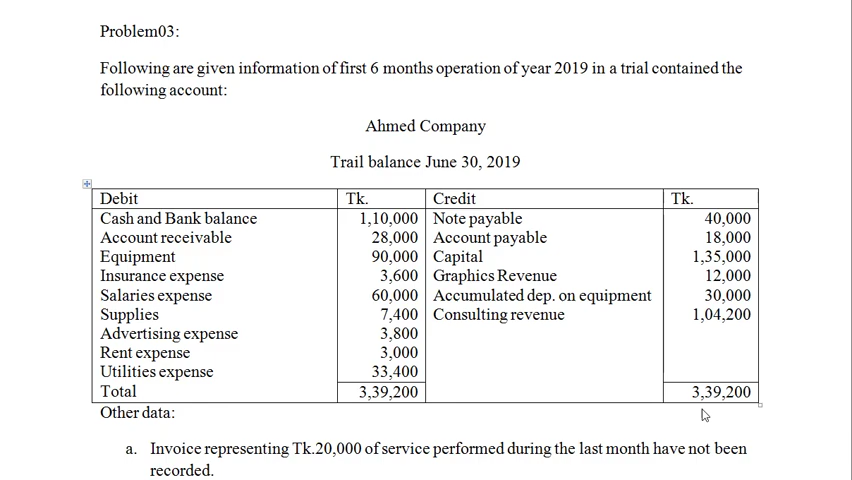 Problem03:
Following are given information of first 6 months operation of year 2019 in a trial contained the
following account:
Ahmed Company
Trail balance June 30, 2019
Debit Tk. Credit Tk.
Cash and Bank balance 1,10,000 Note payable 40,000
Account receivable 28,000 Account payable 18,000
Equipment 90,000 Capital 1,35,000
Insurance expense 3,600 Graphics Revenue 12,000
Salaries expense 60,000 Accumulated dep. on equipment 30,000
Supplies 7,400 Consulting revenue 1,04,200
Advertising expense 3,800
Rent expense 3,000
Utilities expense 33,400
Total 3,39,200 3,39,200
Other data:
a. Invoice representing Tk.20,000 of service performed during the last month have not been
recorded.